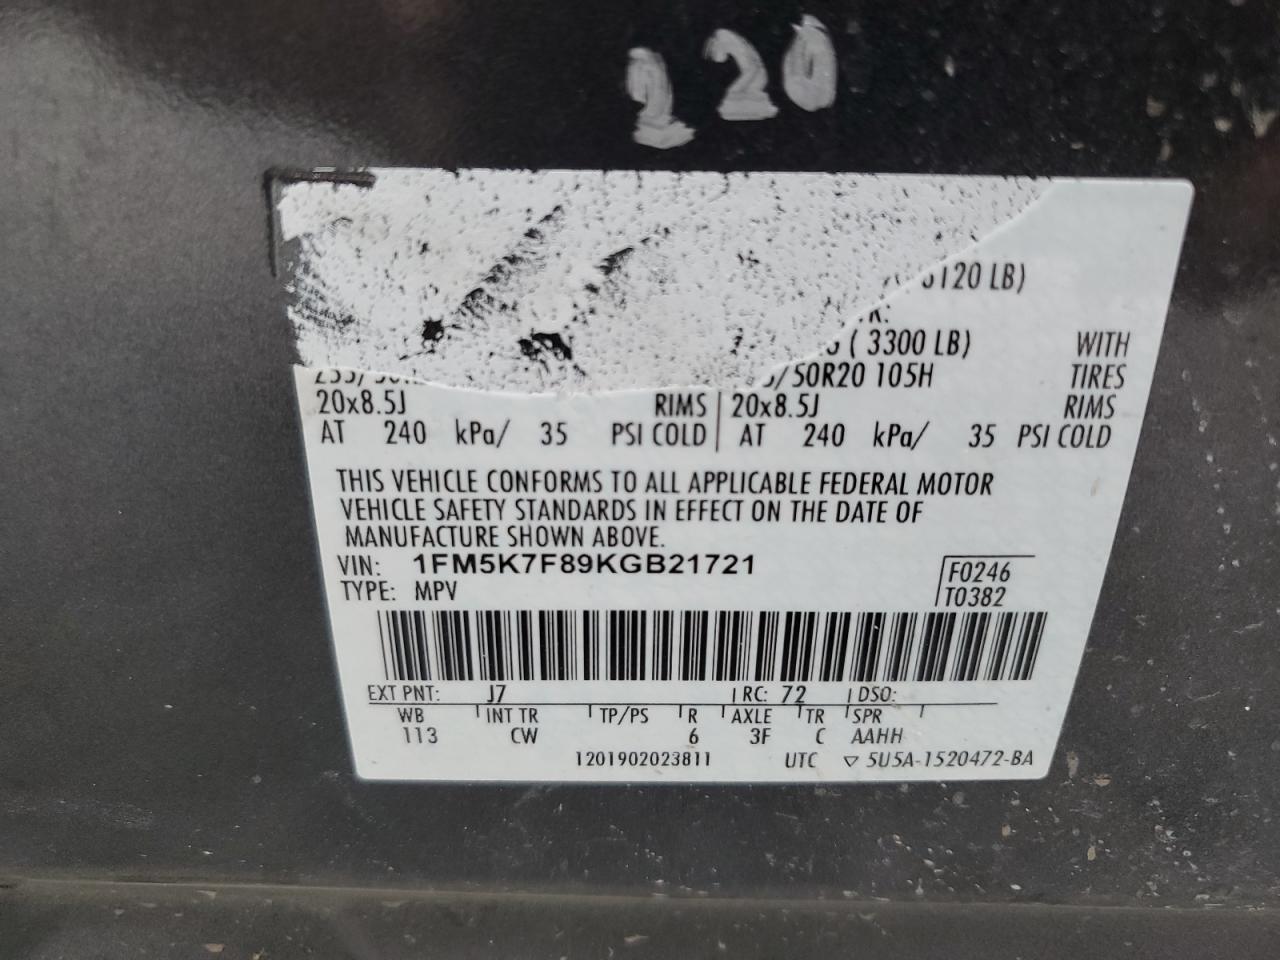 220
6120 LB)
R:
( 3300 LB) WITH
/50R20 105H TIRES
20x8.5J RIMS 20x8.5J RIMS
AT 240 kPa/ 35 PSI COLD AT 240 kPa/ 35 PSI COLD
THIS VEHICLE CONFORMS TO ALL APPLICABLE FEDERAL MOTOR
VEHICLE SAFETY STANDARDS IN EFFECT ON THE DATE OF
MANUFACTURE SHOWN ABOVE.
VIN: 1FM5K7F89KGB21721
TYPE: MPV
F0246
T0382
EXT PNT: J7 RC: 72 DSO:
WB INT TR TP/PS R AXLE TR SPR
113 CW 6 3F C AAHH
1201902023811 UTC ▽ 5U5A-1520472-BA